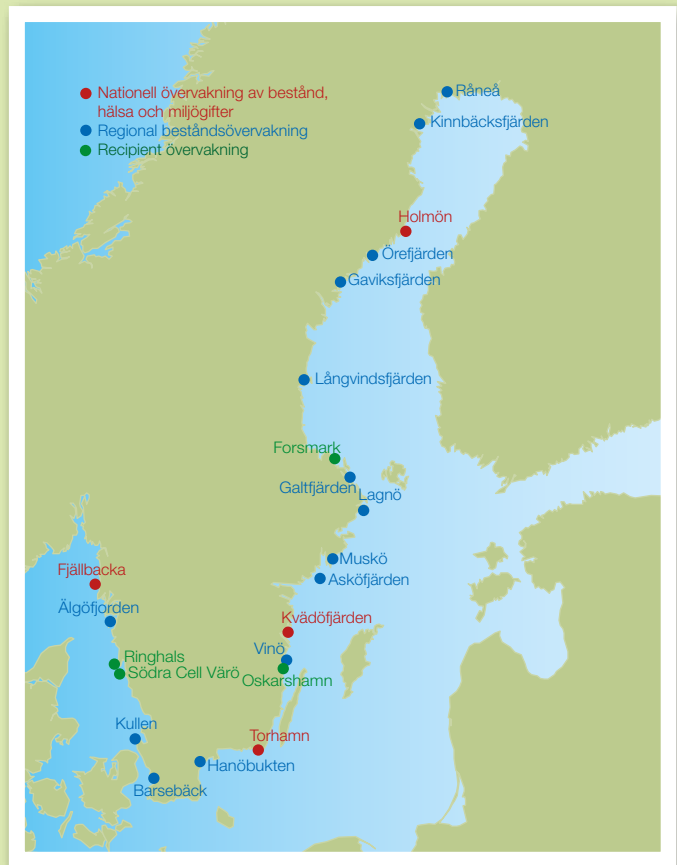 Nationell övervakning av bestånd,
hälsa och miljögifter
Regional beståndsövervakning
Recipient övervakning
Råneå
Kinnbäcksfjärden
Holmön
Örefjärden
Gaviksfjärden
Långvindsfjärden
Forsmark
Galtfjärden
Lagnö
Muskö
Asköfjärden
Fjällbacka
Älgöfjorden
Kvädöfjärden
Vinö
Oskarshamn
Ringhals
Södra Cell Värö
Kullen
Torhamn
Hanöbukten
Barsebäck